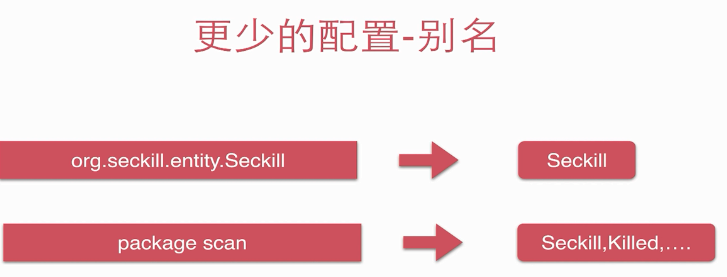 更少的配置-别名
org.seckill.entity.Seckill
Seckill
package scan
Seckill,Killed,....